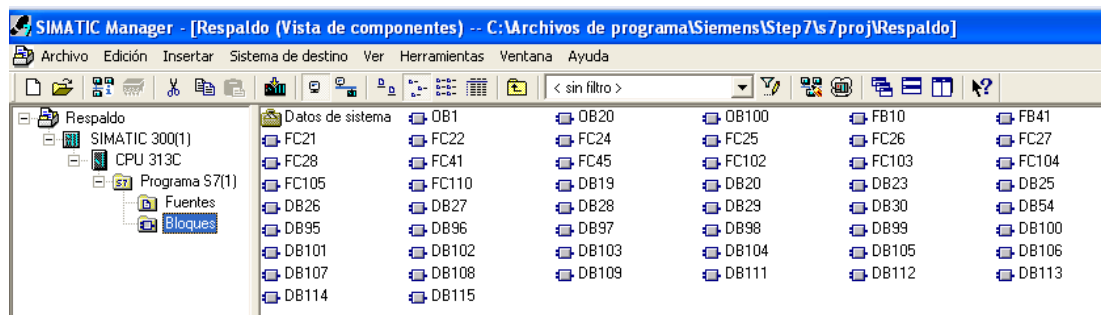 SIMATIC Manager - [Respaldo (Vista de componentes) -- C:\Archivos de programa\Siemens\Step7\s7proj\Respaldo]
Archivo Edición Insertar Sistema de destino Ver Herramientas Ventana Ayuda
< sin filtro >
Respaldo
SIMATIC 300(1)
CPU 313C
Programa S7(1)
Fuentes
Bloques
Datos de sistema OB1 OB20 OB100 FB10 FB41
FC21 FC22 FC24 FC25 FC26 FC27
FC28 FC41 FC45 FC102 FC103 FC104
FC105 FC110 DB19 DB20 DB23 DB25
DB26 DB27 DB28 DB29 DB30 DB54
DB95 DB96 DB97 DB98 DB99 DB100
DB101 DB102 DB103 DB104 DB105 DB106
DB107 DB108 DB109 DB111 DB112 DB113
DB114 DB115